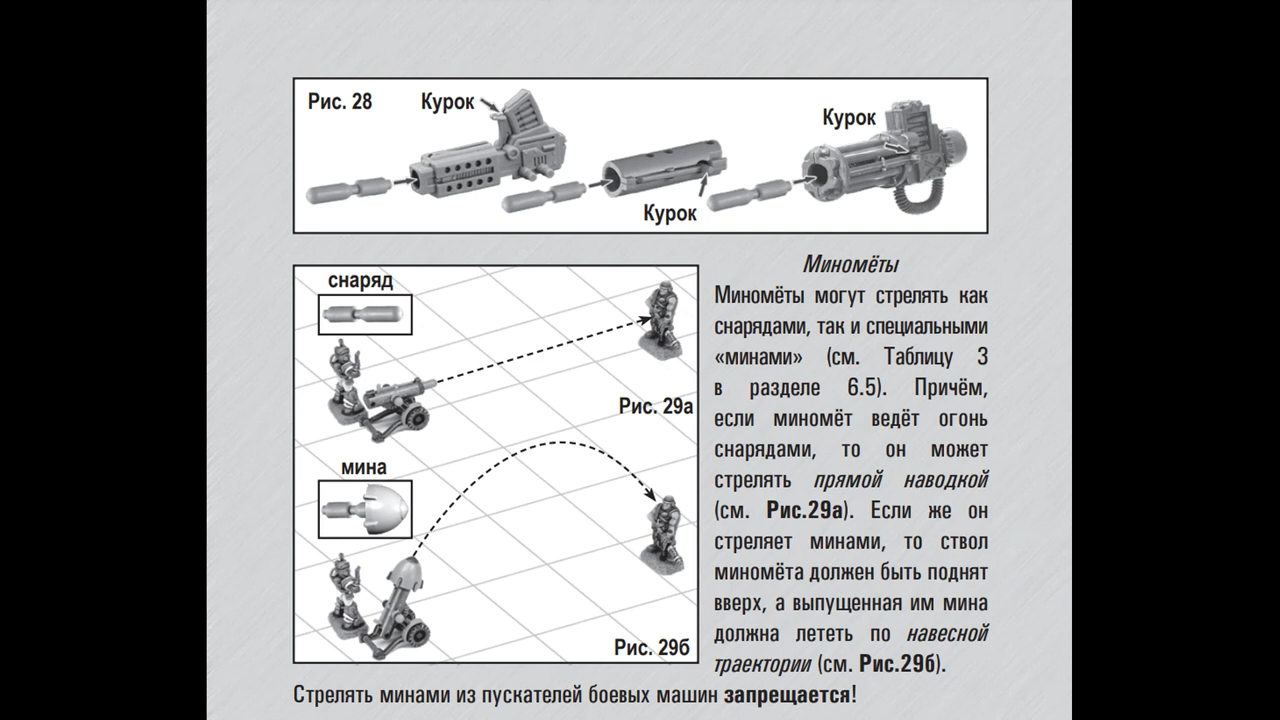 Рис. 28
Курок
Курок
Курок
снаряд
Рис. 29а
мина
Рис. 29б
Миномёты
Миномёты могут стрелять как
снарядами, так и специальными
«минами» (см. Таблицу 3
в разделе 6.5). Причём,
если миномёт ведёт огонь
снарядами, то он может
стрелять прямой наводкой
(см. Рис.29а). Если же он
стреляет минами, то ствол
миномёта должен быть поднят
вверх, а выпущенная им мина
должна лететь по навесной
траектории (см. Рис.29б).
Стрелять минами из пускателей боевых машин запрещается!